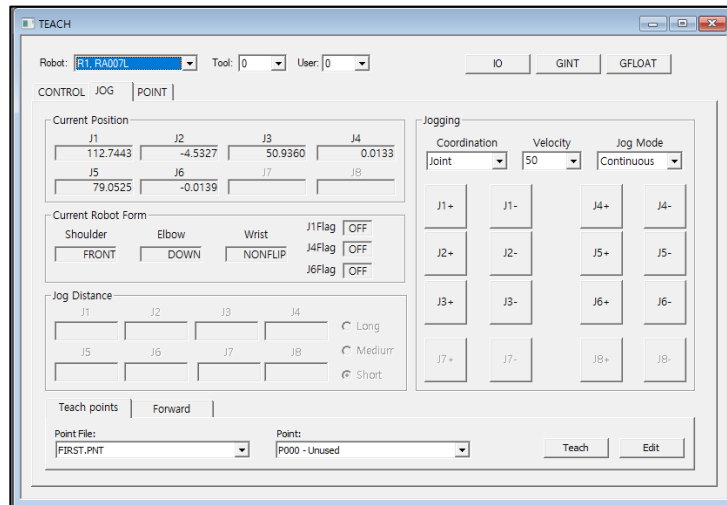 TEACH
Robot: R1, RA007L Tool: 0 User: 0 IO GINT GFLOAT
CONTROL JOG POINT
Current Position
J1 J2 J3 J4
112.7443 -4.5327 50.9360 0.0133
J5 J6 J7 J8
79.0525 -0.0139
Current Robot Form
Shoulder Elbow Wrist
FRONT DOWN NONFLIP
J1Flag OFF
J4Flag OFF
J6Flag OFF
Jog Distance
J1 J2 J3 J4
J5 J6 J7 J8
Long
Medium
Short
Jogging
Coordination Velocity Jog Mode
Joint 50 Continuous
J1+ J1- J4+ J4-
J2+ J2- J5+ J5-
J3+ J3- J6+ J6-
J7+ J7- J8+ J8-
Teach points Forward
Point File: Point:
FIRST.PNT P000 - Unused Teach Edit